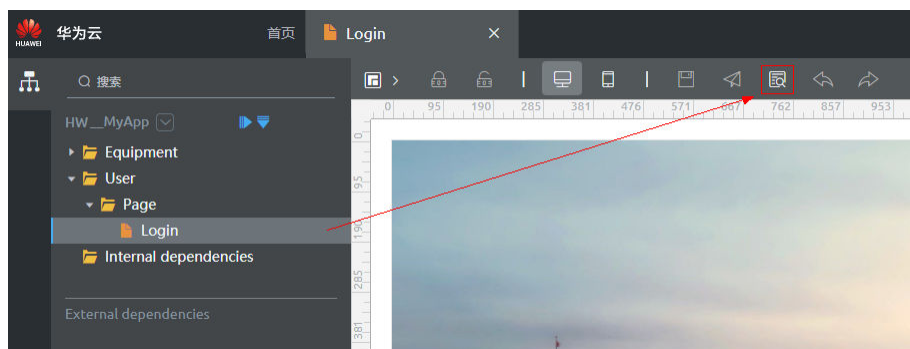 HUAWEI
华为云
首页
Login
搜索
0 95 190 285 381 476 571 667 762 857 953
HW__MyApp
Equipment
User
Page
Login
Internal dependencies
External dependencies
0
95
190
285
381